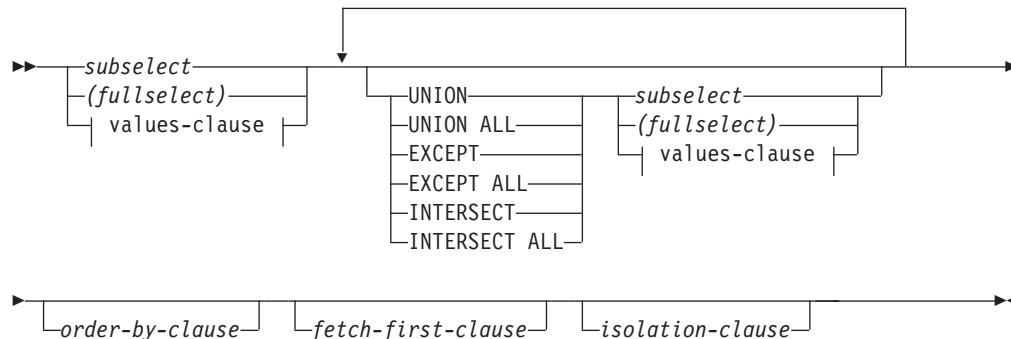 subselect
(fullselect)
values-clause
UNION
UNION ALL
EXCEPT
EXCEPT ALL
INTERSECT
INTERSECT ALL
subselect
(fullselect)
values-clause
order-by-clause
fetch-first-clause
isolation-clause